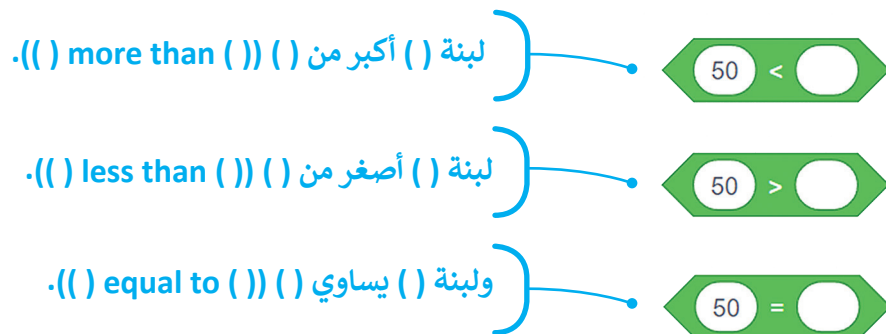 لبنة ( ) أكبر من ( ) (( ) more than ( )).
50 < 
لبنة ( ) أصغر من ( ) (( ) less than ( )).
50 > 
ولبنة ( ) يساوي ( ) (( ) equal to ( )).
50 =